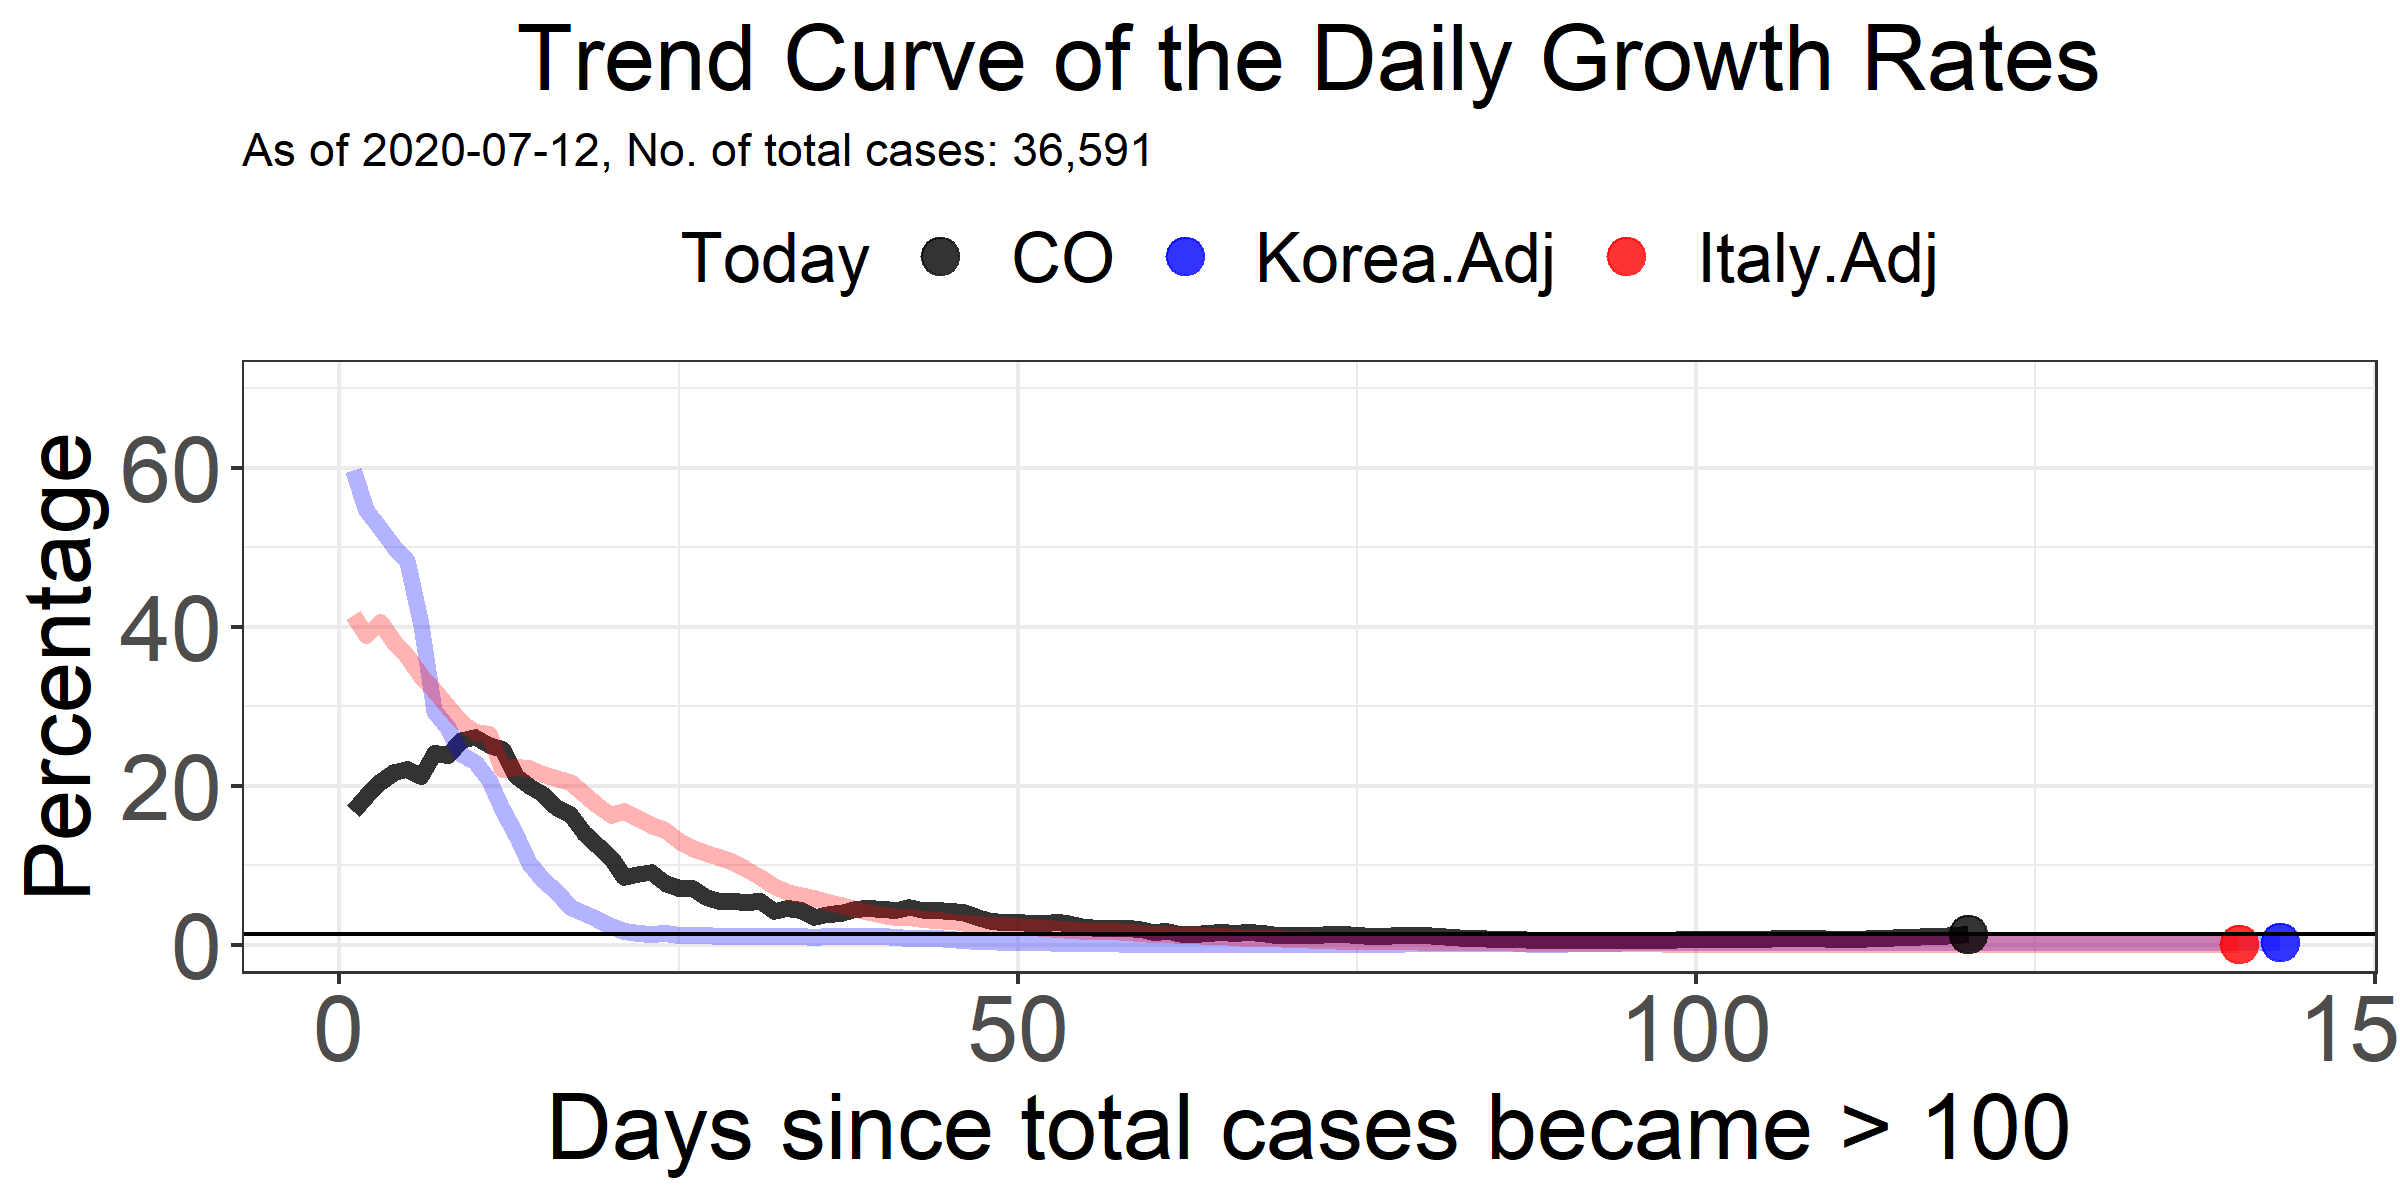 Trend Curve of the Daily Growth Rates
As of 2020-07-12, No. of total cases: 36,591
Today CO Korea.Adj Italy.Adj
Percentage
60
40
20
0
0 50 100 15
Days since total cases became > 100